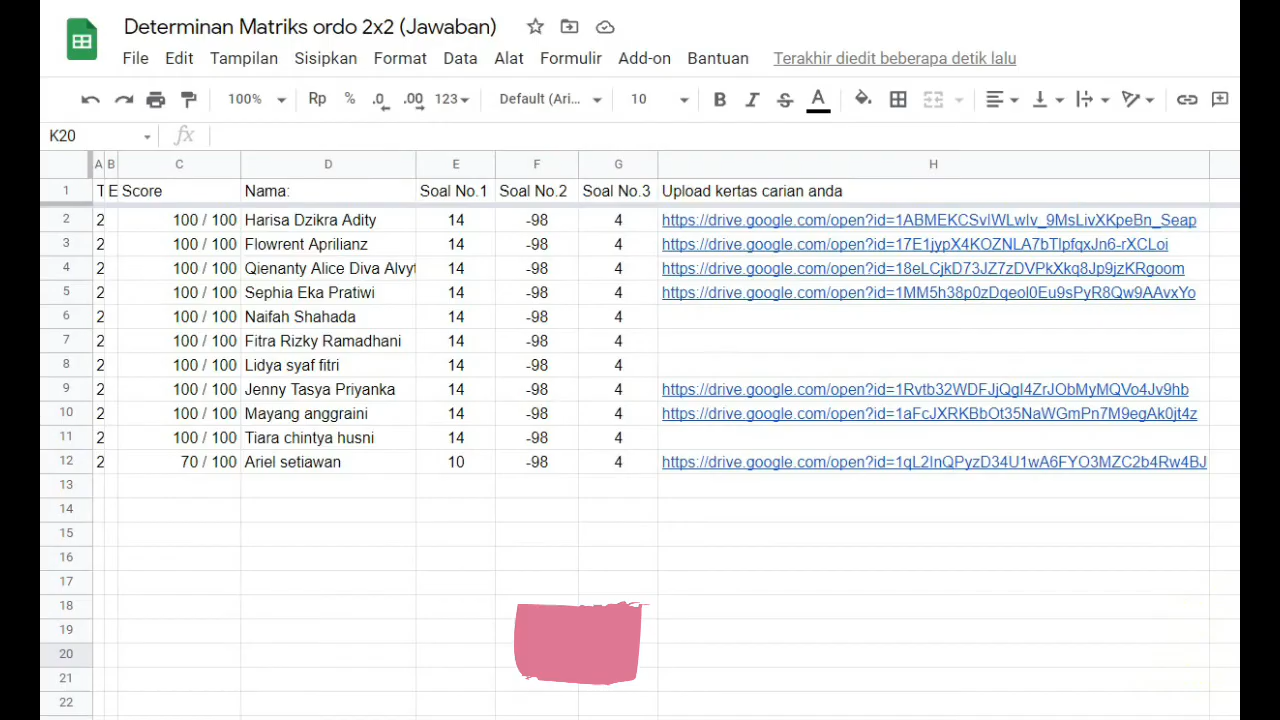 Determinan Matriks ordo 2x2 (Jawaban)
File Edit Tampilan Sisipkan Format Data Alat Formulir Add-on Bantuan Terakhir diedit beberapa detik lalu
100% Rp % .0 .00 123 Default (Ari... 10 B I S A
K20 fx
A B C D E F G H
1 T E Score Nama: Soal No.1 Soal No.2 Soal No.3 Upload kertas carian anda
2 2 100 / 100 Harisa Dzikra Adity 14 -98 4 https://drive.google.com/open?id=1ABMEKCSvlWLwlv_9MsLivXKpeBn_Seap
3 2 100 / 100 Flowrent Aprilianz 14 -98 4 https://drive.google.com/open?id=17E1jypX4KOZNLA7bTlpfqxJn6-rXCLoi
4 2 100 / 100 Qienanty Alice Diva Alvyt 14 -98 4 https://drive.google.com/open?id=18eLCjkD73JZ7zDVPkXkq8Jp9jzKRgoom
5 2 100 / 100 Sephia Eka Pratiwi 14 -98 4 https://drive.google.com/open?id=1MM5h38p0zDqeol0Eu9sPyR8Qw9AAvxYo
6 2 100 / 100 Naifah Shahada 14 -98 4
7 2 100 / 100 Fitra Rizky Ramadhani 14 -98 4
8 2 100 / 100 Lidya syaf fitri 14 -98 4
9 2 100 / 100 Jenny Tasya Priyanka 14 -98 4 https://drive.google.com/open?id=1Rvtb32WDFJjQgI4ZrJObMyMQVo4Jv9hb
10 2 100 / 100 Mayang anggraini 14 -98 4 https://drive.google.com/open?id=1aFcJXRKBbOt35NaWGmPn7M9egAk0jt4z
11 2 100 / 100 Tiara chintya husni 14 -98 4
12 2 70 / 100 Ariel setiawan 10 -98 4 https://drive.google.com/open?id=1qL2InQPyzD34U1wA6FYO3MZC2b4Rw4BJ
13
14
15
16
17
18
19
20
21
22